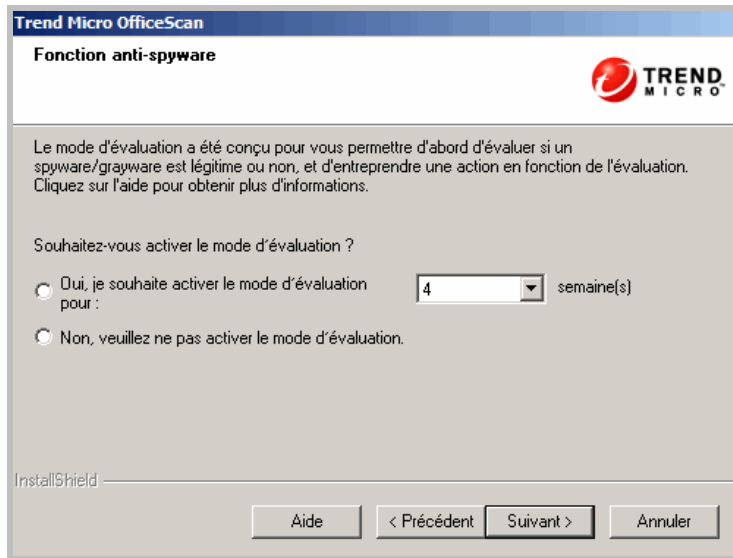 Trend Micro OfficeScan
Fonction anti-spyware
TREND
MICRO
Le mode d'évaluation a été conçu pour vous permettre d'abord d'évaluer si un
spyware/grayware est légitime ou non, et d'entreprendre une action en fonction de l'évaluation.
Cliquez sur l'aide pour obtenir plus d'informations.
Souhaitez-vous activer le mode d´évaluation ?
Oui, je souhaite activer le mode d´évaluation
pour :
4
semaine(s)
Non, veuillez ne pas activer le mode d´évaluation.
InstallShield
Aide
< Précédent
Suivant >
Annuler